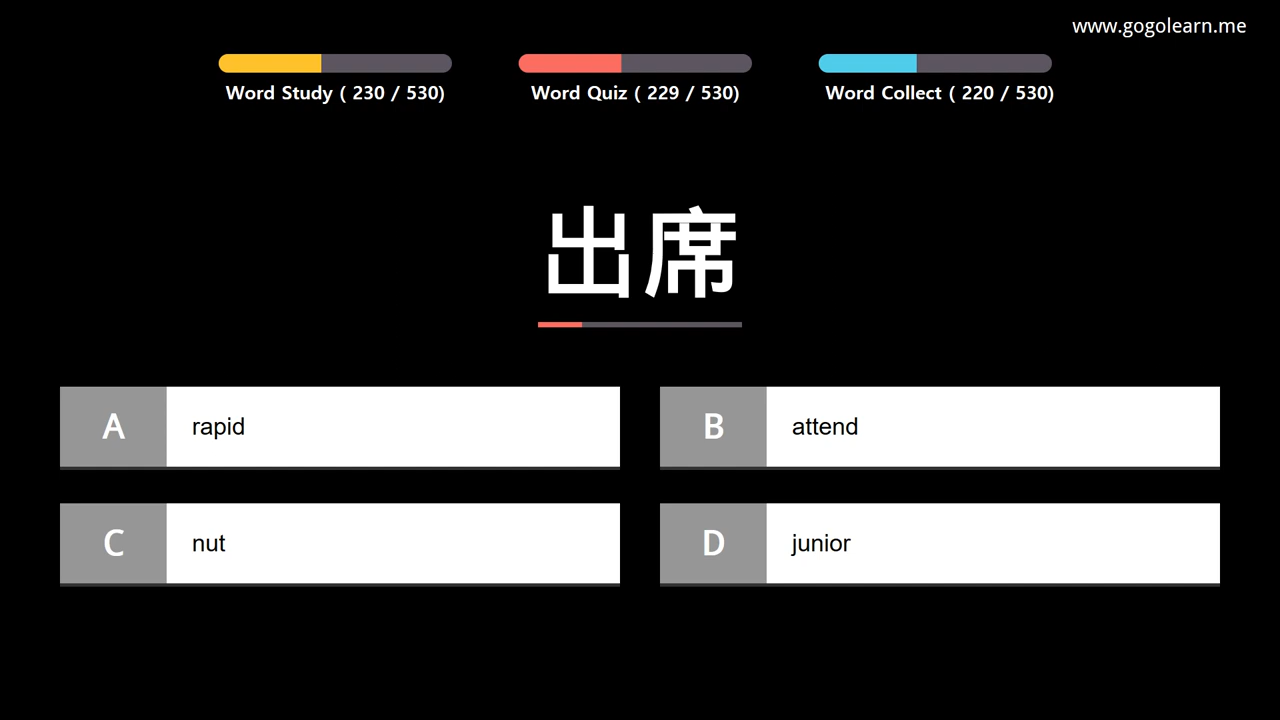 www.gogolearn.me
Word Study ( 230 / 530)
Word Quiz ( 229 / 530)
Word Collect ( 220 / 530)
出席
A rapid
B attend
C nut
D junior